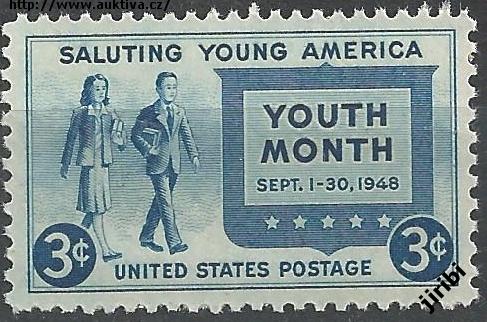 http://www.auktiva.cz/
SALUTING YOUNG AMERICA
YOUTH
MONTH
SEPT. 1-30, 1948
3¢
3¢
UNITED STATES POSTAGE
jiribi